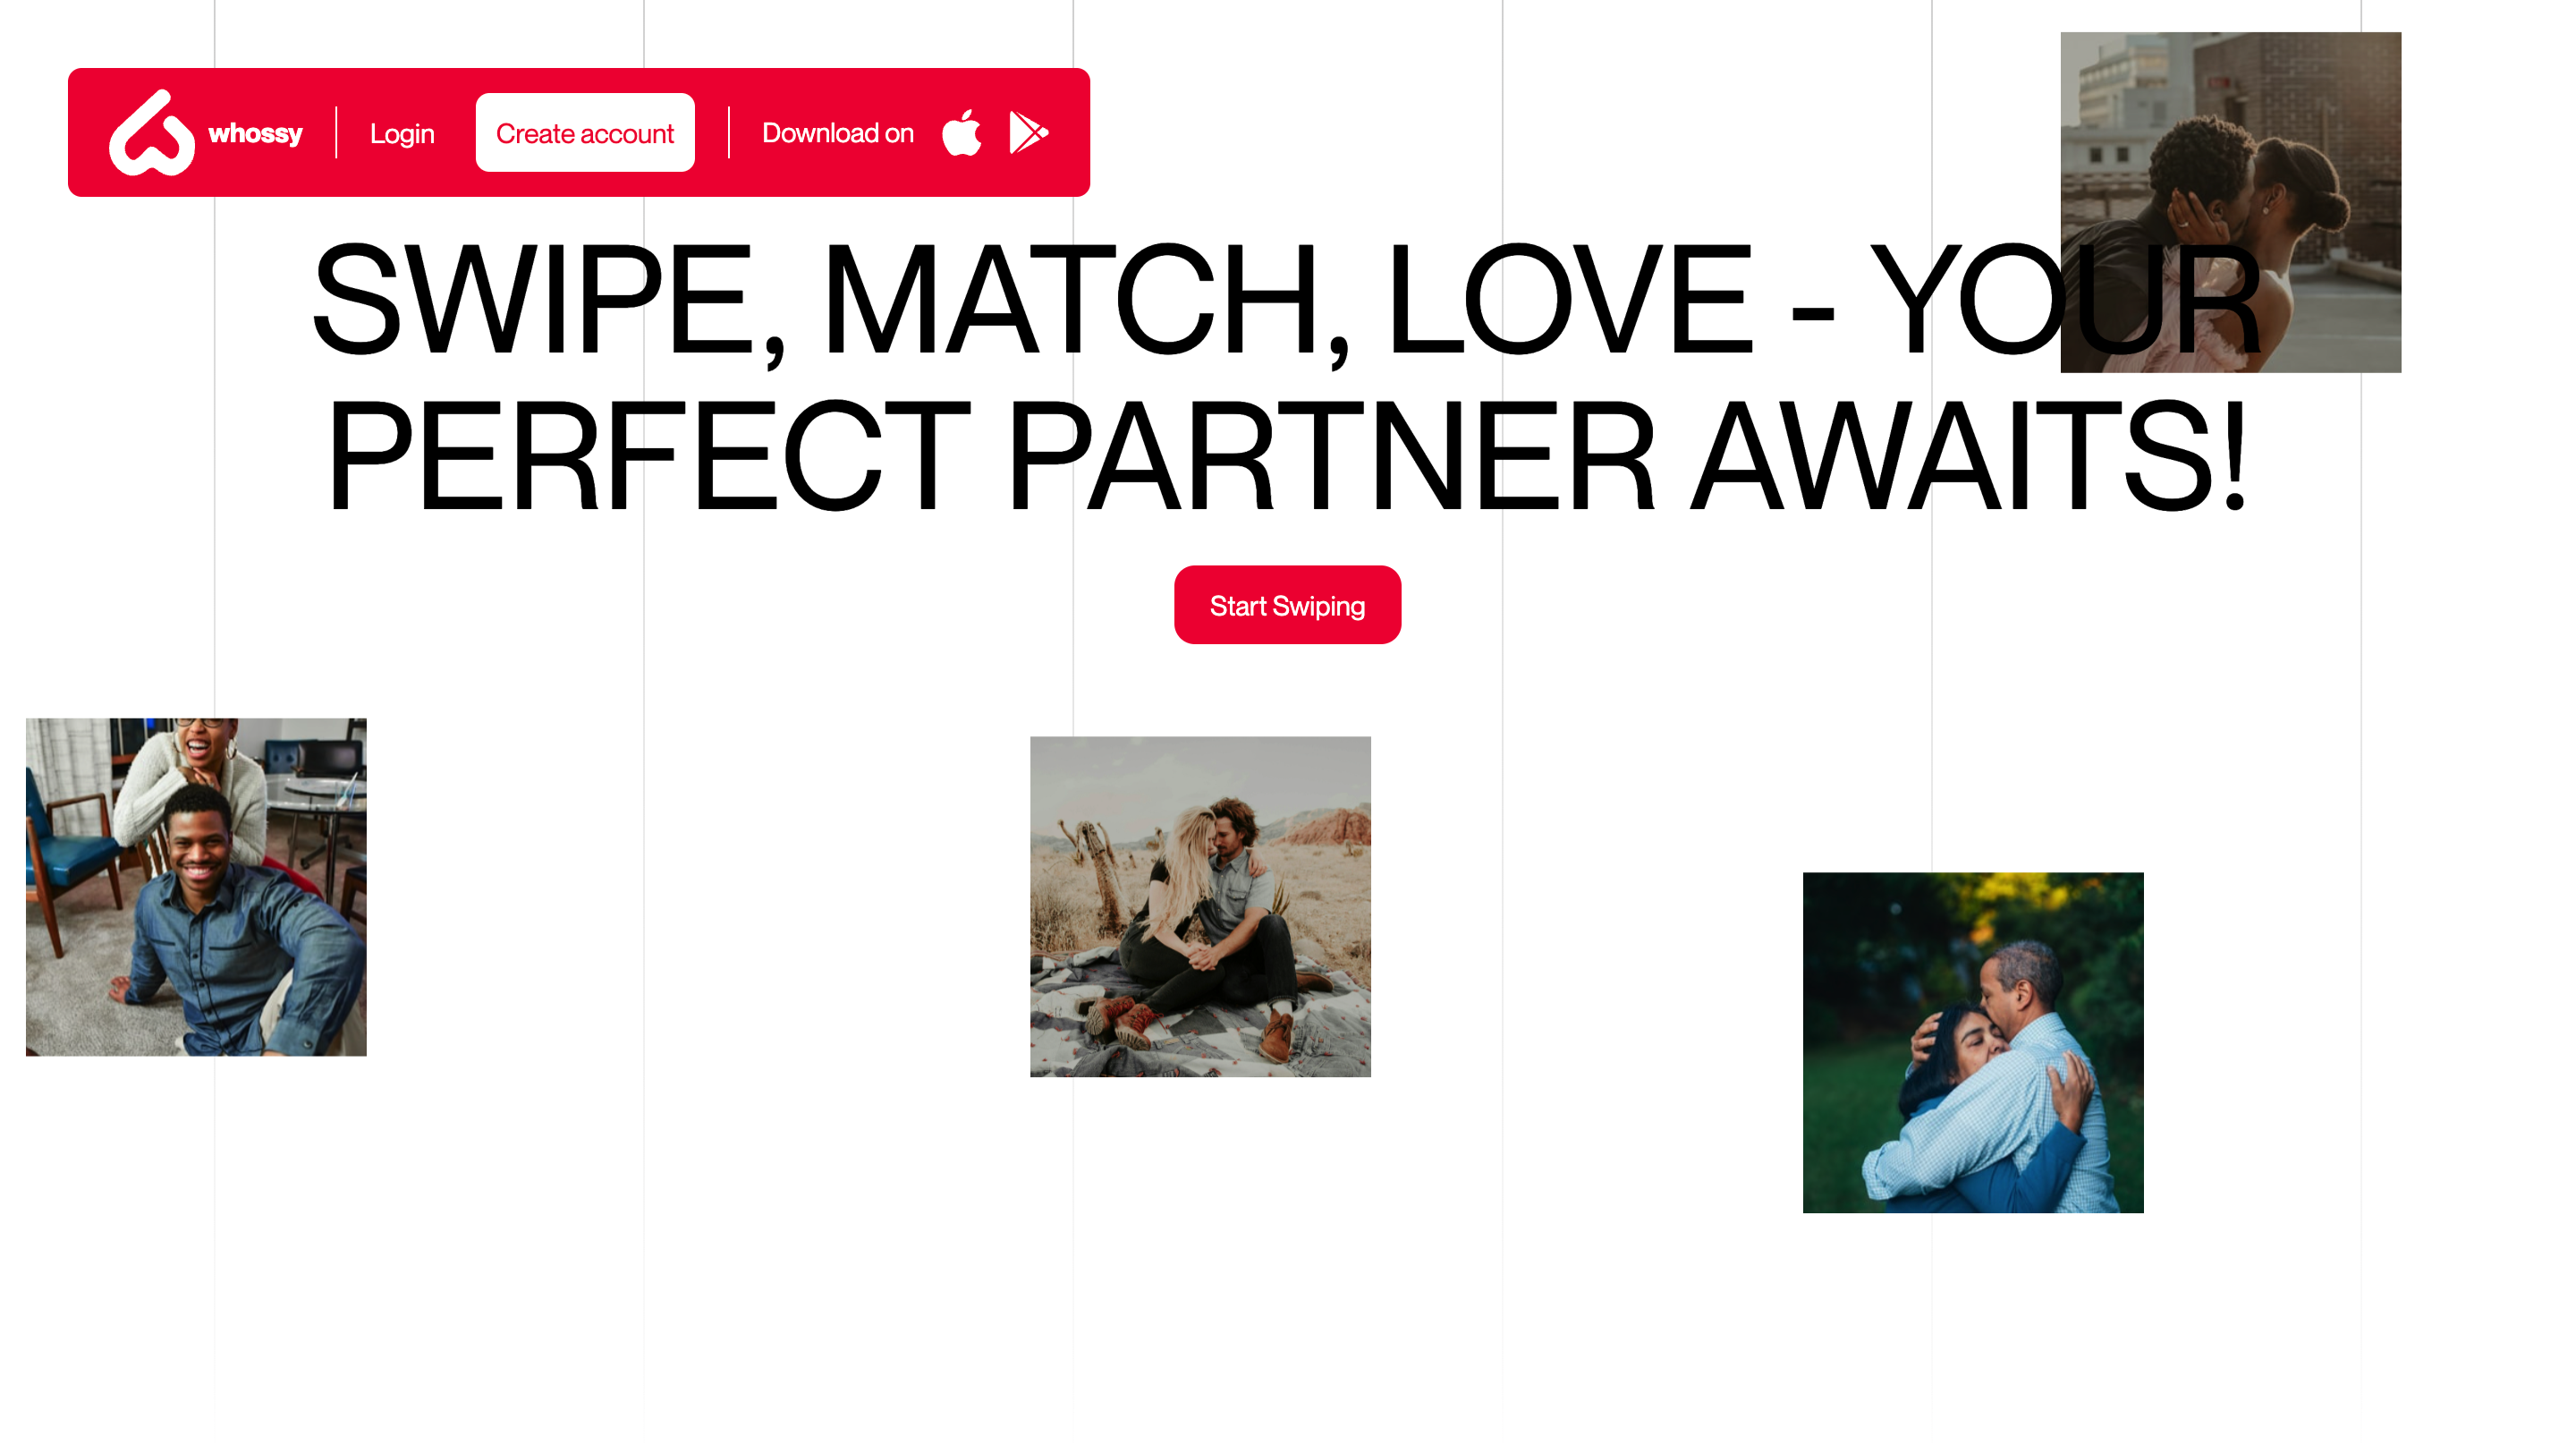 whossy
Login
Create account
Download on
SWIPE, MATCH, LOVE - YOUR
PERFECT PARTNER AWAITS!
Start Swiping